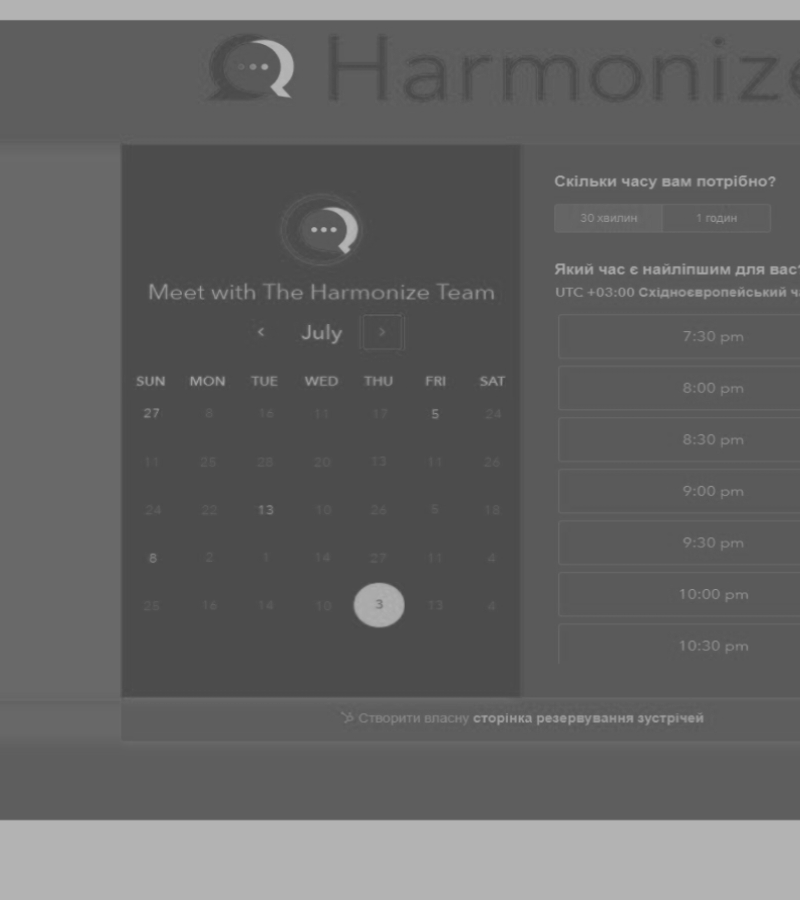 Harmonize
Meet with The Harmonize Team
July
SUN MON TUE WED THU FRI SAT
27 8 16 11 17 5 24
11 25 20 13 11 26
24 22 13 10 26 5 18
8 2 1 14 27 11 4
25 16 14 10 3 13 4
Скільки часу вам потрібно?
30 хвилин 1 годин
Який час є найліпшим для вас?
UTC +03:00 Східноєвропейський
7:30 pm
8:00 pm
8:30 pm
9:00 pm
9:30 pm
10:00 pm
10:30 pm
Створити власну сторінка резервування зустрічей